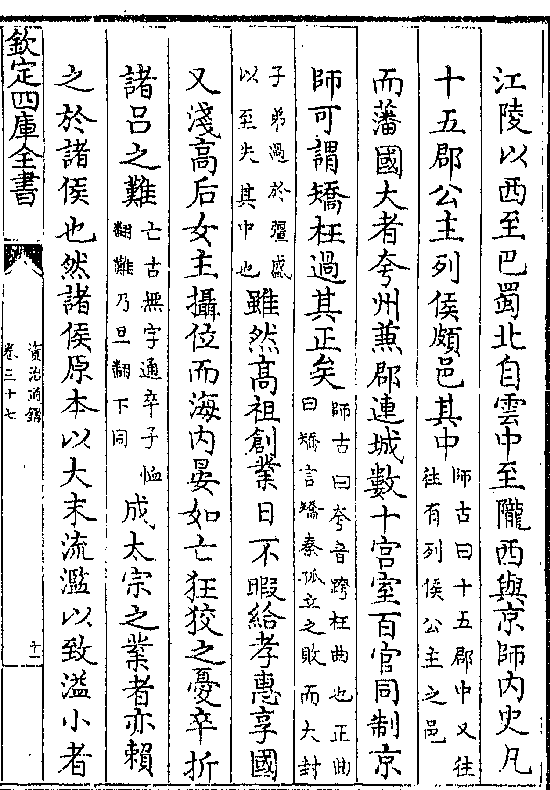 江陵以西至巴蜀北自雲中至隴西與京師内史凡
十五郡公主列侯頗邑其中師古曰十五郡中又往
往有列侯公主之邑
而藩國大者夸州兼郡連城數十宫室百官同制京
師可謂矯枉過其正矣師古曰夸音跨枉曲也正曲
曰矯言矯秦孤立之敗而大封
子弟過於彊盛
以至失其中也雖然高祖創業日不暇給孝惠享國
又淺高后女主攝位而海内晏如亡狂狡之憂卒折
諸吕之難亡古無字通卒子恤
翻難乃旦翻下同成太宗之業者亦賴
之於諸侯也然諸侯原本以大末流濫以致溢小者
欽定四庫全書
資治通鑑
卷三十七
十一